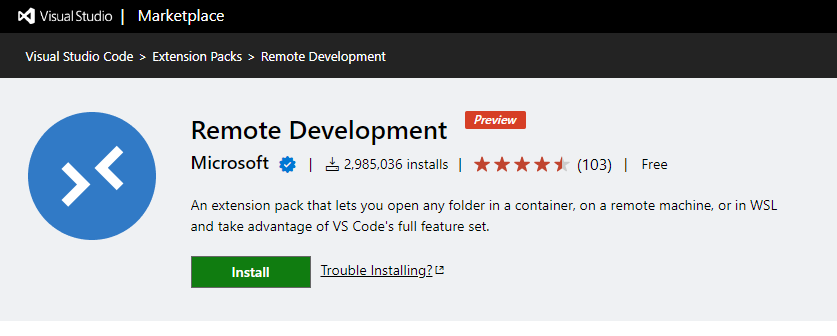 Visual Studio | Marketplace
Visual Studio Code > Extension Packs > Remote Development
Remote Development Preview
Microsoft | 2,985,036 installs | (103) | Free
An extension pack that lets you open any folder in a container, on a remote machine, or in WSL
and take advantage of VS Code's full feature set.
Install Trouble Installing?